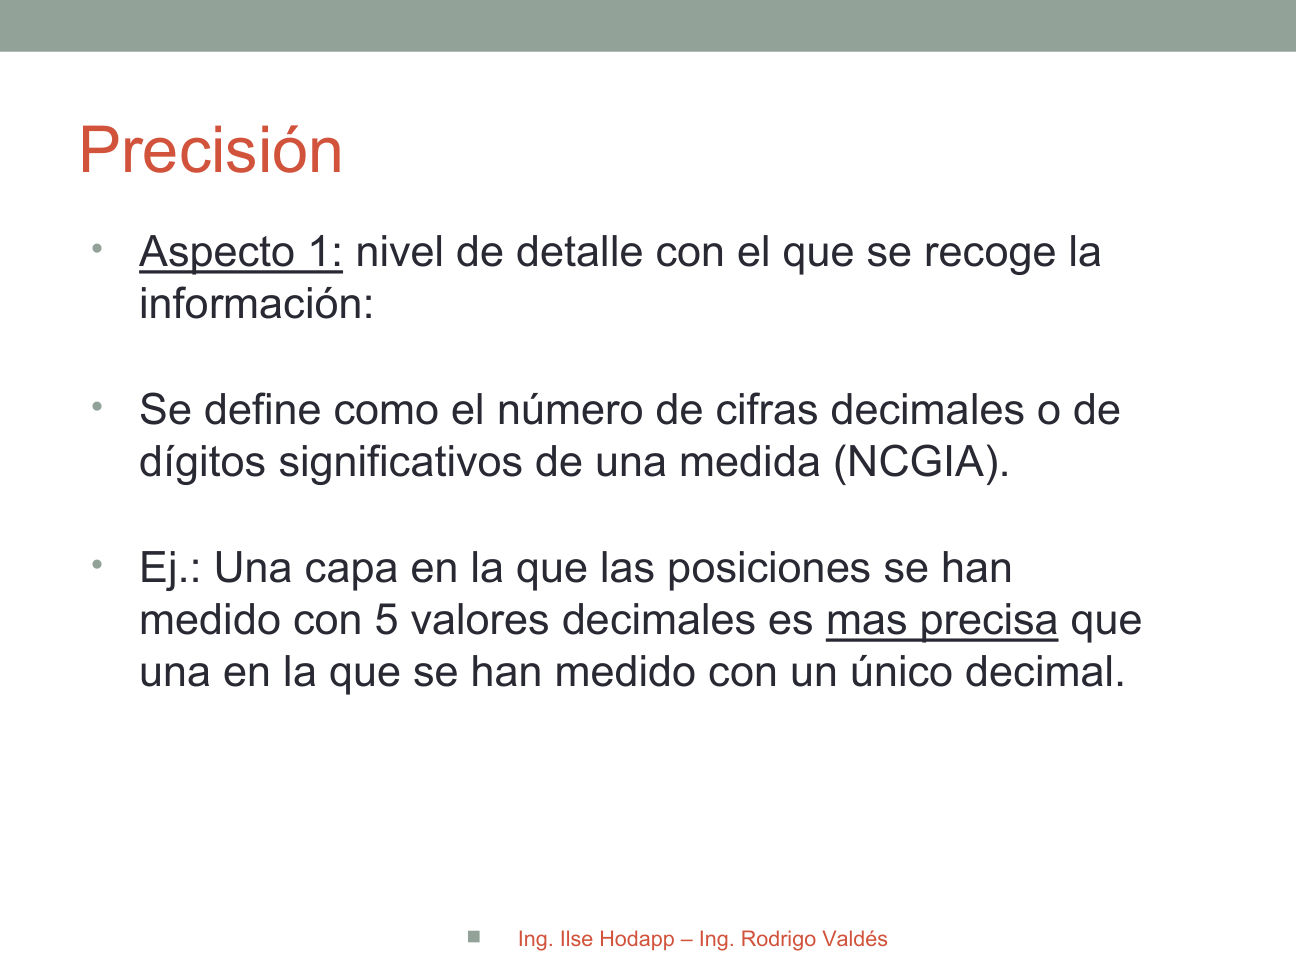 Precisión
• Aspecto 1: nivel de detalle con el que se recoge la
información:
• Se define como el número de cifras decimales o de
dígitos significativos de una medida (NCGIA).
• Ej.: Una capa en la que las posiciones se han
medido con 5 valores decimales es mas precisa que
una en la que se han medido con un único decimal.
■ Ing. Ilse Hodapp – Ing. Rodrigo Valdés